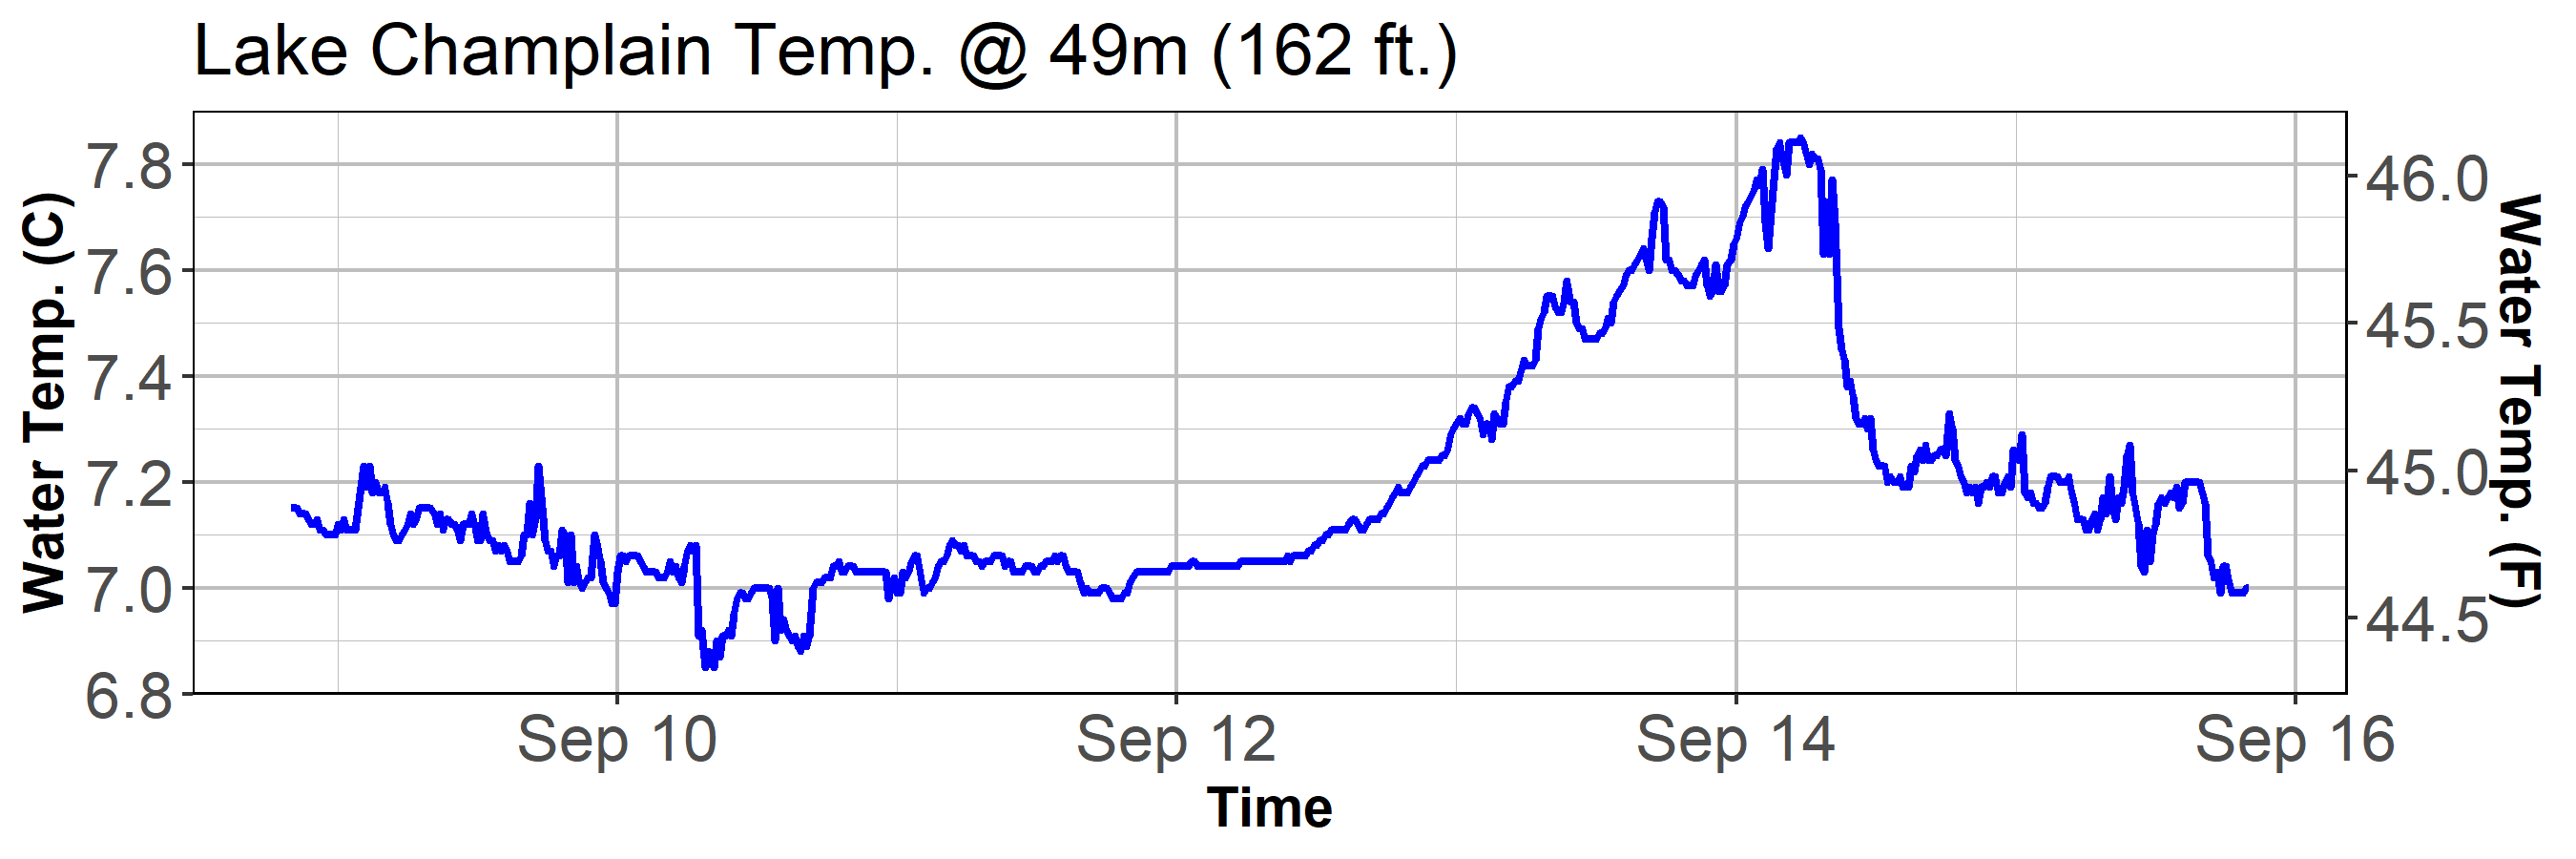 Lake Champlain Temp. @ 49m (162 ft.)
Water Temp. (C)
7.8
7.6
7.4
7.2
7.0
6.8
46.0
45.5
45.0
44.5
Water Temp. (F)
Sep 10
Sep 12
Sep 14
Sep 16
Time